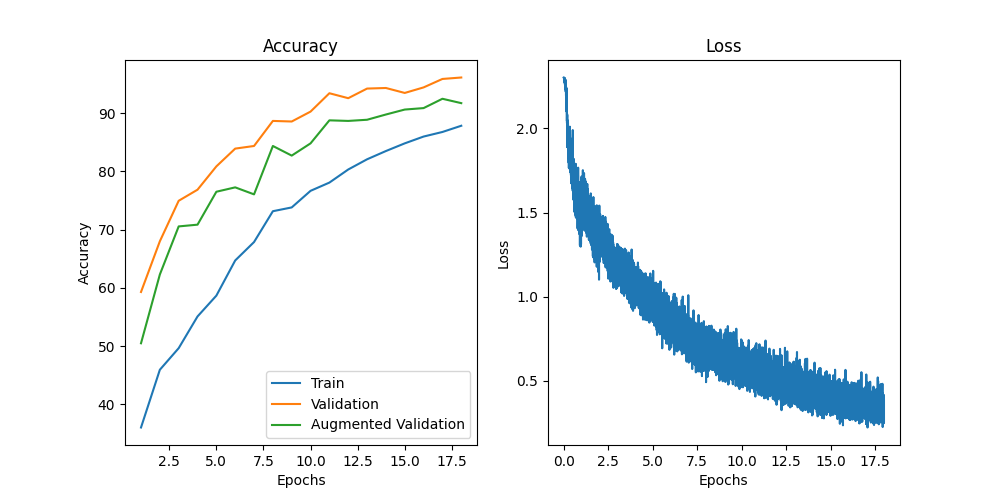 Accuracy
Accuracy
90
80
70
60
50
40
2.5 5.0 7.5 10.0 12.5 15.0 17.5
Epochs
Train
Validation
Augmented Validation
Loss
Loss
2.0
1.5
1.0
0.5
0.0 2.5 5.0 7.5 10.0 12.5 15.0 17.5
Epochs